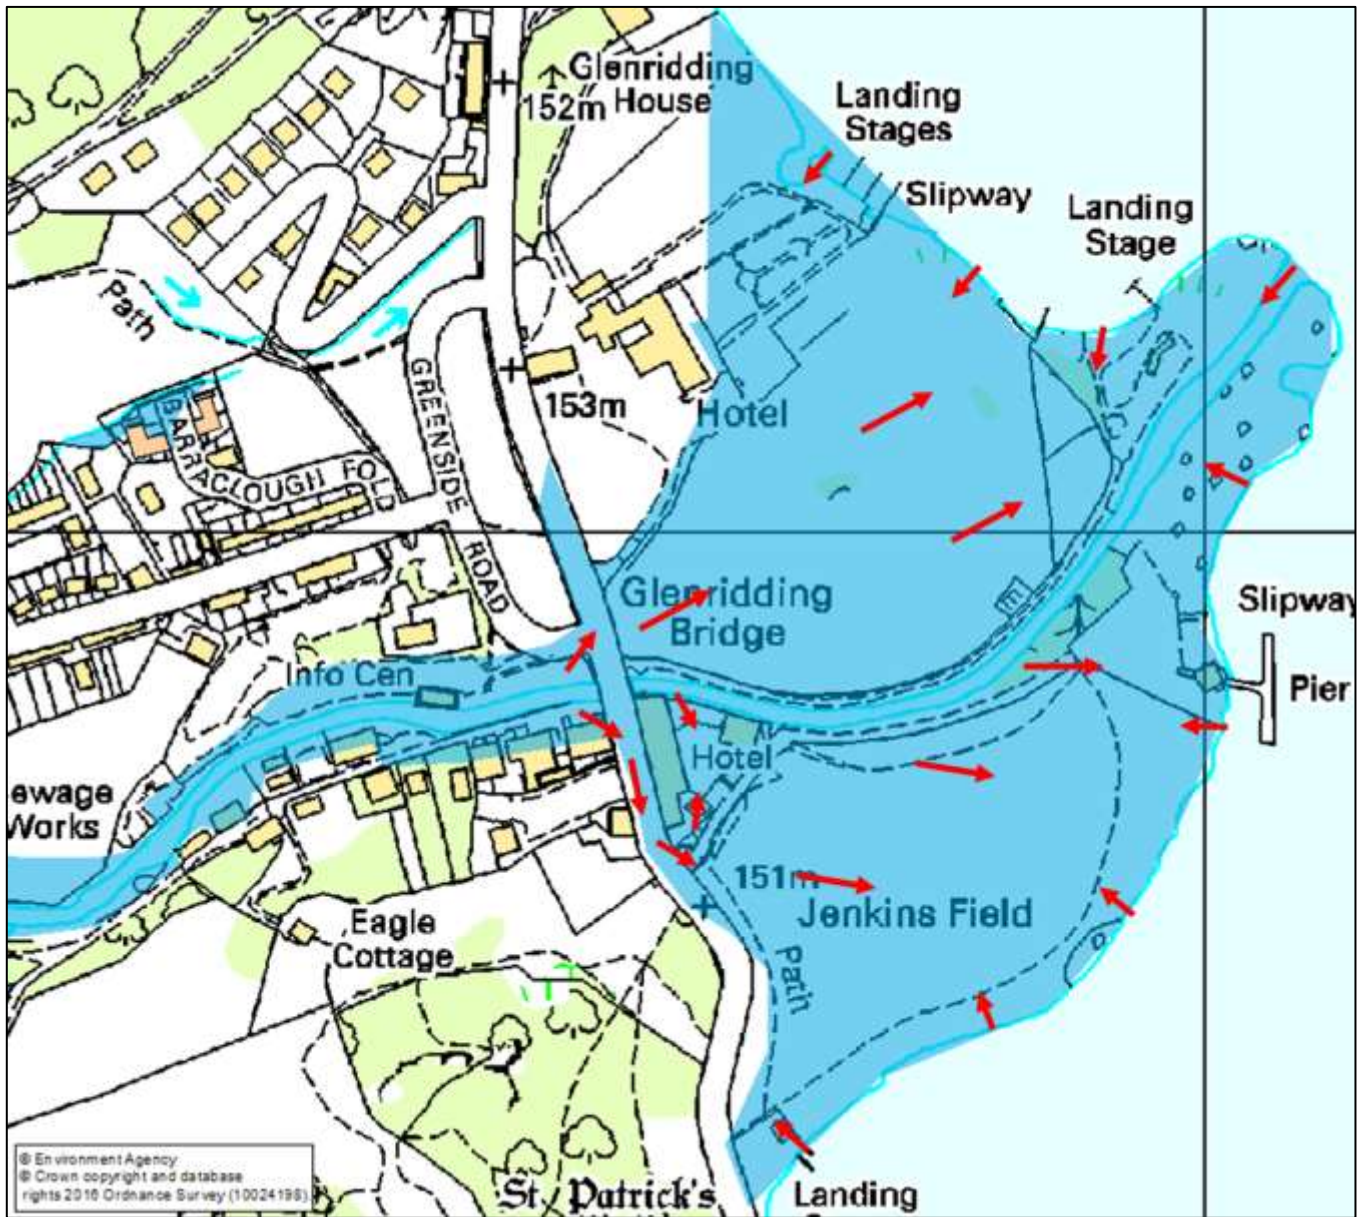 Glenridding
House
152m
Landing
Stages
Slipway
Landing
Stage
Path
153m
Hotel
GREENSIDE
ROAD
BARRACLOUGH FOLD
Glenridding
Bridge
Slipway
Pier
Info Cen
Hotel
ewage
Works
151m
Jenkins Field
Eagle
Cottage
Path
© Environment Agency
© Crown copyright and database
rights 2016 Ordnance Survey (10024198).
St. Patrick's
Landing